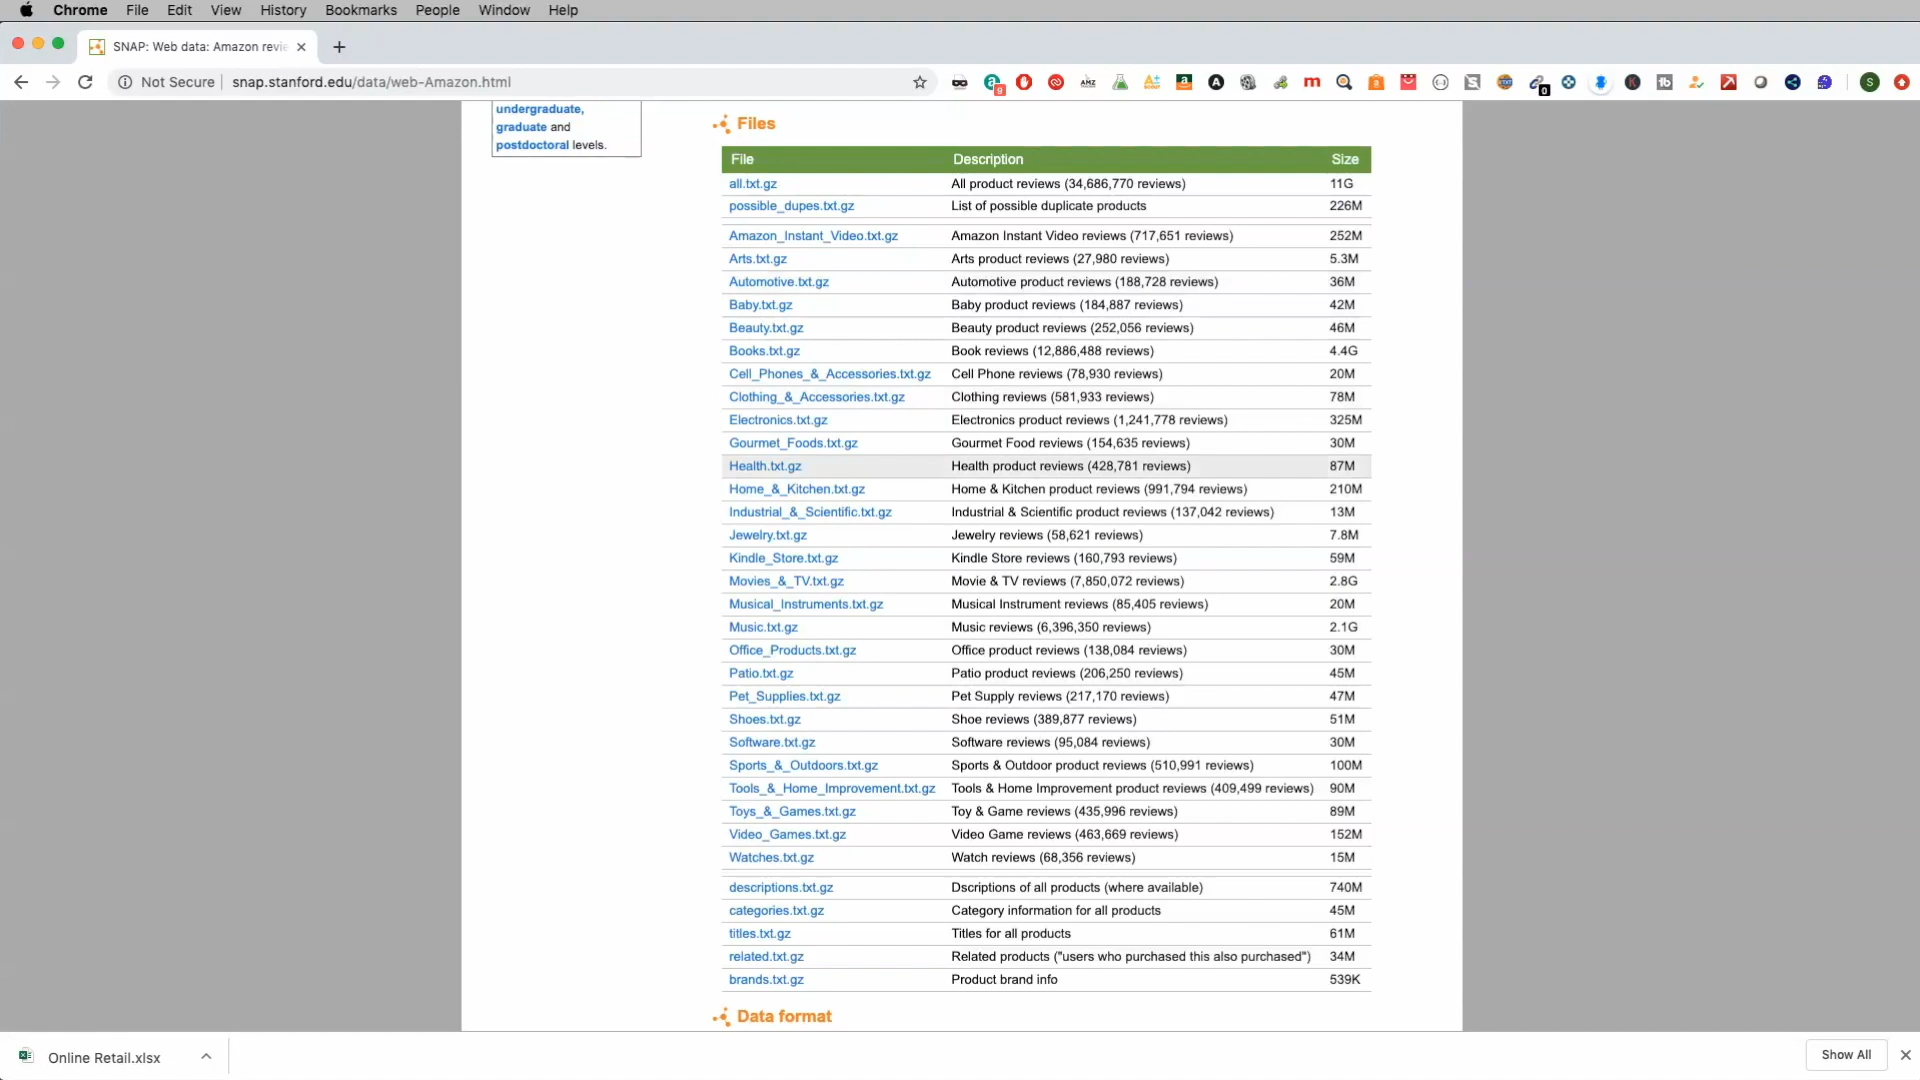 Chrome File Edit View History Bookmarks People Window Help
SNAP: Web data: Amazon revie
Not Secure snap.stanford.edu/data/web-Amazon.html
undergraduate,
graduate and
postdoctoral levels.
Files
File Description Size
all.txt.gz All product reviews (34,686,770 reviews) 11G
possible_dupes.txt.gz List of possible duplicate products 226M
Amazon_Instant_Video.txt.gz Amazon Instant Video reviews (717,651 reviews) 252M
Arts.txt.gz Arts product reviews (27,980 reviews) 5.3M
Automotive.txt.gz Automotive product reviews (188,728 reviews) 36M
Baby.txt.gz Baby product reviews (184,887 reviews) 42M
Beauty.txt.gz Beauty product reviews (252,056 reviews) 46M
Books.txt.gz Book reviews (12,886,488 reviews) 4.4G
Cell_Phones_&_Accessories.txt.gz Cell Phone reviews (78,930 reviews) 20M
Clothing_&_Accessories.txt.gz Clothing reviews (581,933 reviews) 78M
Electronics.txt.gz Electronics product reviews (1,241,778 reviews) 325M
Gourmet_Foods.txt.gz Gourmet Food reviews (154,635 reviews) 30M
Health.txt.gz Health product reviews (428,781 reviews) 87M
Home_&_Kitchen.txt.gz Home & Kitchen product reviews (991,794 reviews) 210M
Industrial_&_Scientific.txt.gz Industrial & Scientific product reviews (137,042 reviews) 13M
Jewelry.txt.gz Jewelry reviews (58,621 reviews) 7.8M
Kindle_Store.txt.gz Kindle Store reviews (160,793 reviews) 59M
Movies_&_TV.txt.gz Movie & TV reviews (7,850,072 reviews) 2.8G
Musical_Instruments.txt.gz Musical Instrument reviews (85,405 reviews) 20M
Music.txt.gz Music reviews (6,396,350 reviews) 2.1G
Office_Products.txt.gz Office product reviews (138,084 reviews) 30M
Patio.txt.gz Patio product reviews (206,250 reviews) 45M
Pet_Supplies.txt.gz Pet Supply reviews (217,170 reviews) 47M
Shoes.txt.gz Shoe reviews (389,877 reviews) 51M
Software.txt.gz Software reviews (95,084 reviews) 30M
Sports_&_Outdoors.txt.gz Sports & Outdoor product reviews (510,991 reviews) 100M
Tools_&_Home_Improvement.txt.gz Tools & Home Improvement product reviews (409,499 reviews) 90M
Toys_&_Games.txt.gz Toy & Game reviews (435,996 reviews) 89M
Video_Games.txt.gz Video Game reviews (463,669 reviews) 152M
Watches.txt.gz Watch reviews (68,356 reviews) 15M
descriptions.txt.gz Dscriptions of all products (where available) 740M
categories.txt.gz Category information for all products 45M
titles.txt.gz Titles for all products 61M
related.txt.gz Related products ("users who purchased this also purchased") 34M
brands.txt.gz Product brand info 539K
Data format
Online Retail.xlsx Show All